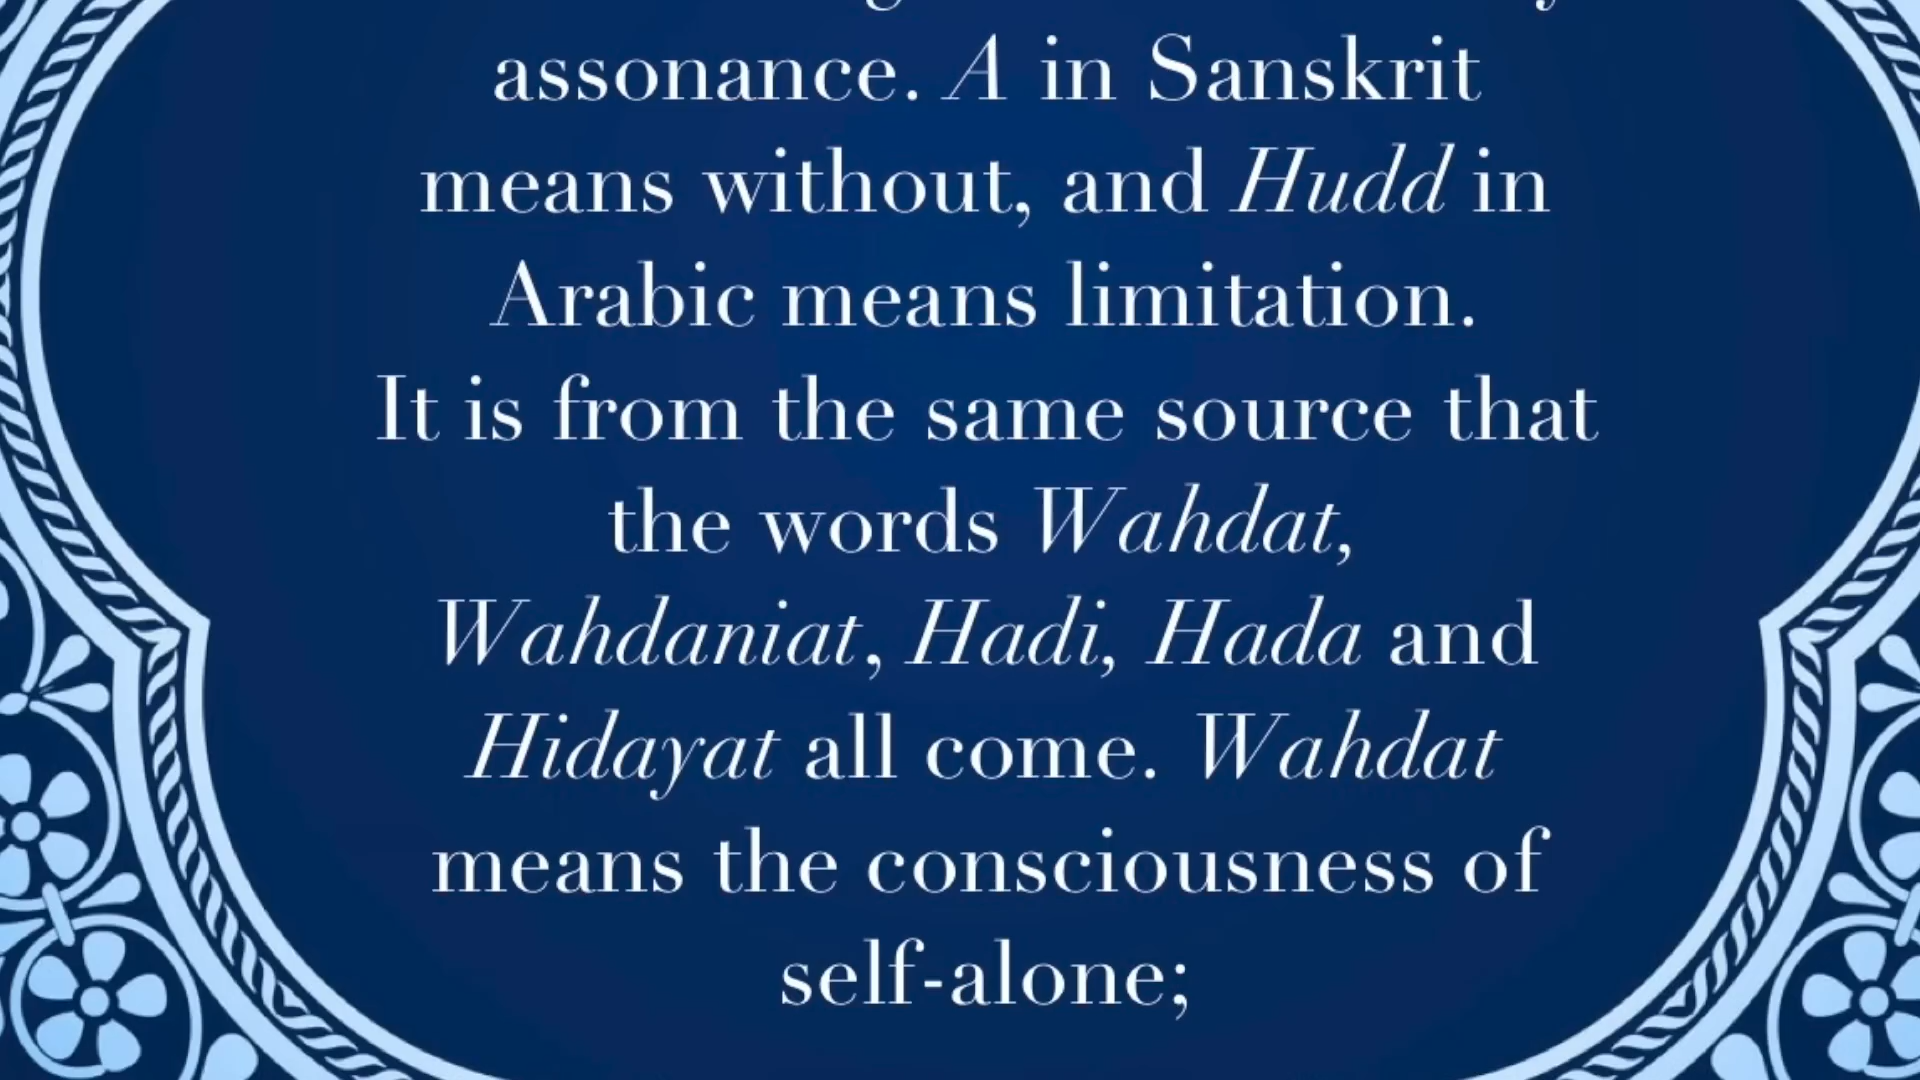 assonance. A in Sanskrit
means without, and Hudd in
Arabic means limitation.
It is from the same source that
the words Wahdat,
Wahdaniat, Hadi, Hada and
Hidayat all come. Wahdat
means the consciousness of
self-alone;